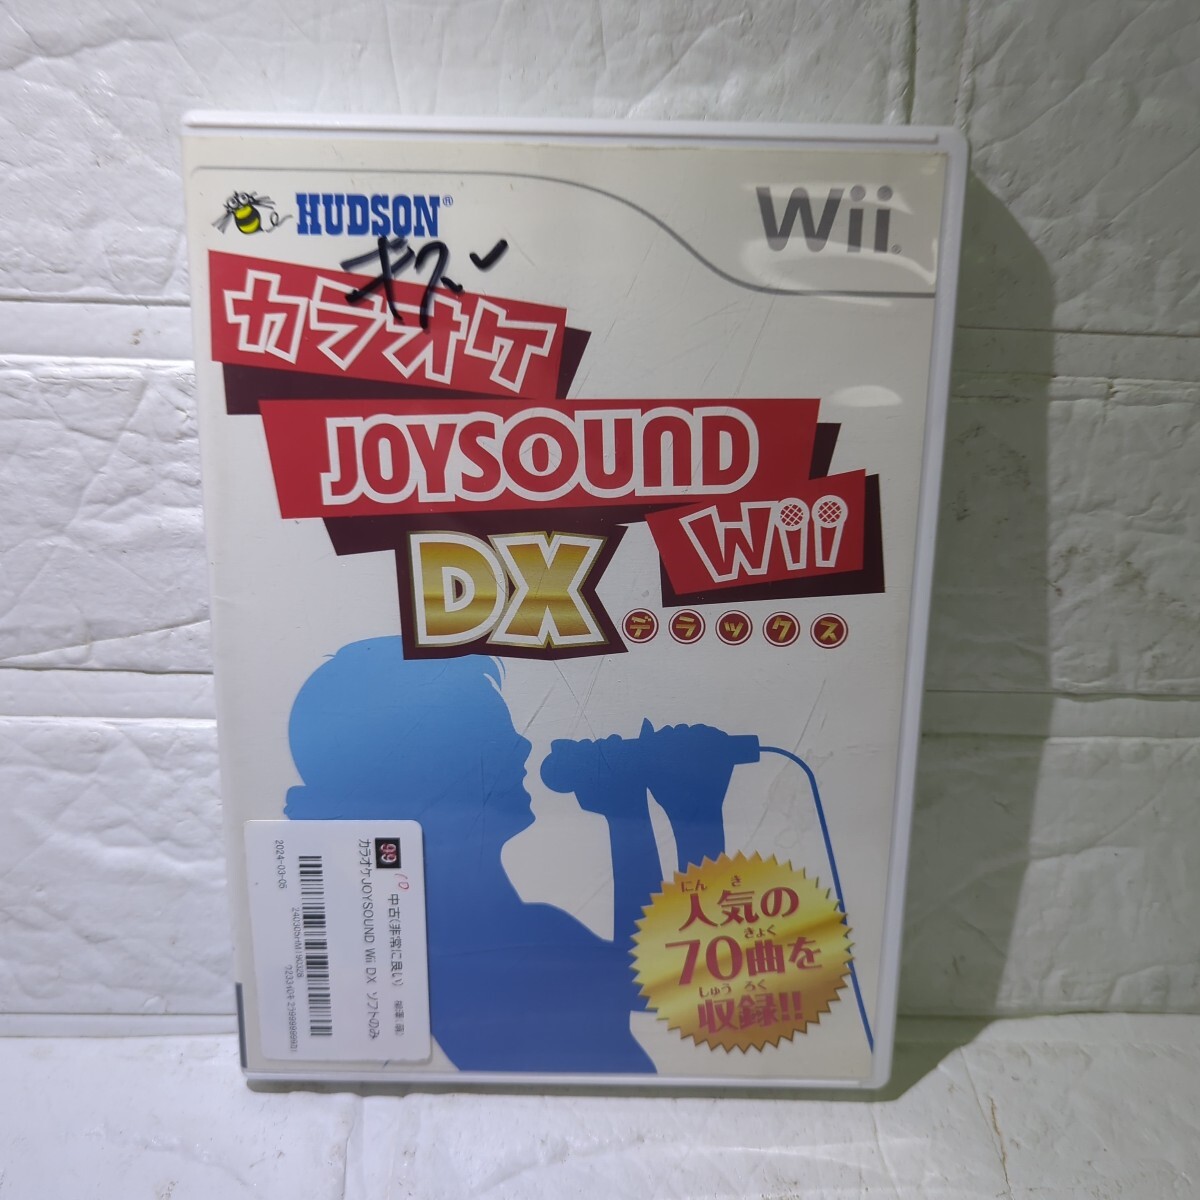 HUDSON®
Wii
キズ
カラオケ
JOYSOUND
Wii
DX デラックス
にん き
人気の
きょく
70曲を
しゅう ろく
収録!!
99
10
中古(非常に良い)
カラオケJOYSOUND Wii DX ソフトのみ
2024-03-05